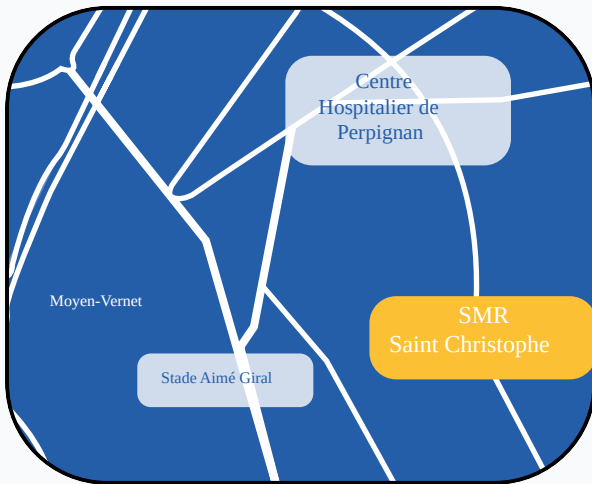 Centre
Hospitalier de
Perpignan
Moyen-Vernet
SMR
Saint Christophe
Stade Aimé Giral